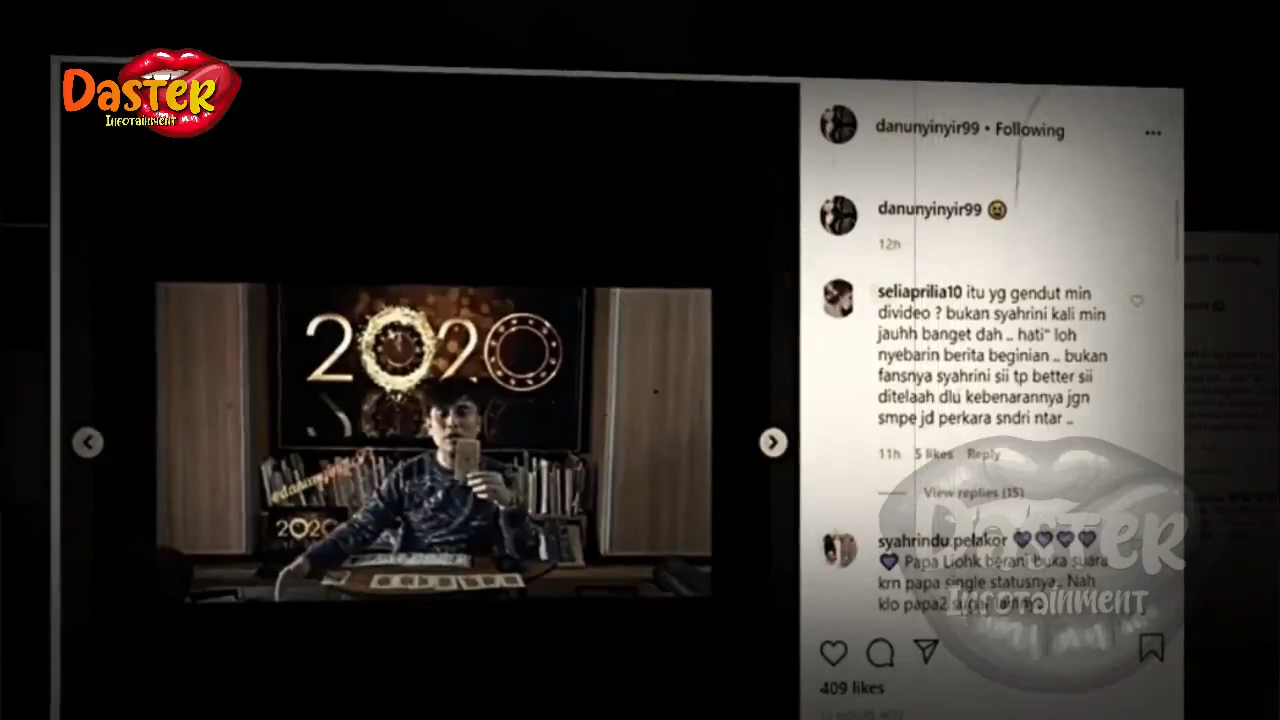 DASTER
INFOTAINMENT
danunyinyir99 • Following
danunyinyir99 😆
12h
seliaprilia10 itu yg gendut min
divideo ? bukan syahrini kali min
jauhh banget dah .. hati" loh
nyebarin berita beginian .. bukan
fansnya syahrini sii tp better sii
ditelaah dlu kebenarannya jgn
smpe jd perkara sndri ntar ..
11h 5 likes Reply
View replies (15)
syahrindu.pelakor 💜💜💜💜
💜 Papa Liohk berani buka suara
krn papa single statusnya.. Nah
klo papa2
409 likes
2020
2020
DASTER
INFOTAINMENT